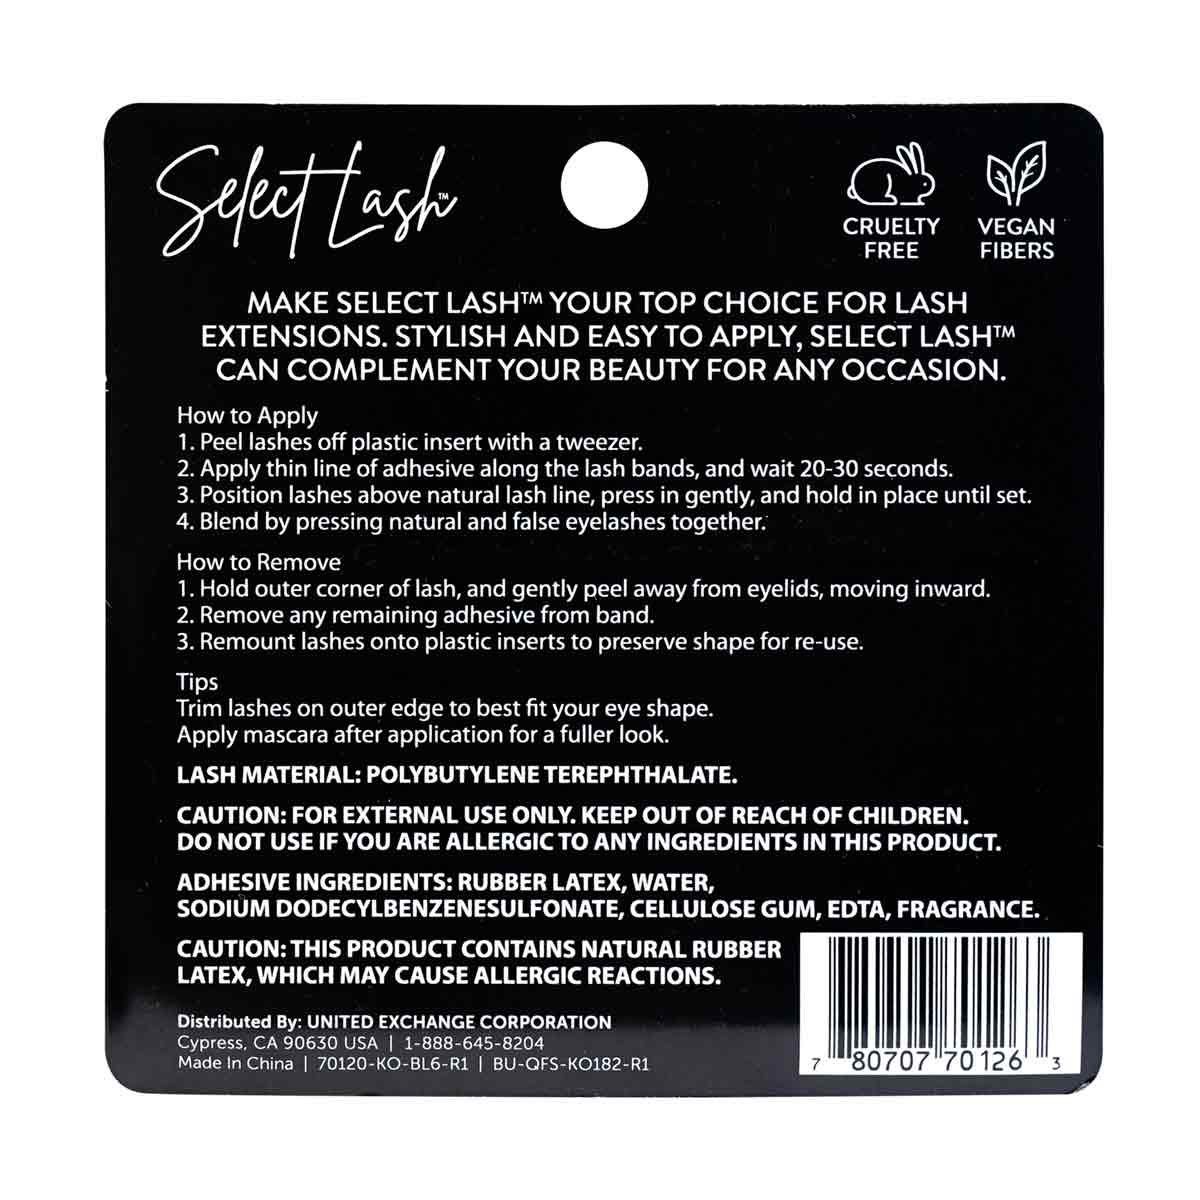 Select Lash™
CRUELTY
FREE
VEGAN
FIBERS
MAKE SELECT LASH™ YOUR TOP CHOICE FOR LASH
EXTENSIONS. STYLISH AND EASY TO APPLY, SELECT LASH™
CAN COMPLEMENT YOUR BEAUTY FOR ANY OCCASION.
How to Apply
1. Peel lashes off plastic insert with a tweezer.
2. Apply thin line of adhesive along the lash bands, and wait 20-30 seconds.
3. Position lashes above natural lash line, press in gently, and hold in place until set.
4. Blend by pressing natural and false eyelashes together.
How to Remove
1. Hold outer corner of lash, and gently peel away from eyelids, moving inward.
2. Remove any remaining adhesive from band.
3. Remount lashes onto plastic inserts to preserve shape for re-use.
Tips
Trim lashes on outer edge to best fit your eye shape.
Apply mascara after application for a fuller look.
LASH MATERIAL: POLYBUTYLENE TEREPHTHALATE.
CAUTION: FOR EXTERNAL USE ONLY. KEEP OUT OF REACH OF CHILDREN.
DO NOT USE IF YOU ARE ALLERGIC TO ANY INGREDIENTS IN THIS PRODUCT.
ADHESIVE INGREDIENTS: RUBBER LATEX, WATER,
SODIUM DODECYLBENZENESULFONATE, CELLULOSE GUM, EDTA, FRAGRANCE.
CAUTION: THIS PRODUCT CONTAINS NATURAL RUBBER
LATEX, WHICH MAY CAUSE ALLERGIC REACTIONS.
Distributed By: UNITED EXCHANGE CORPORATION
Cypress, CA 90630 USA | 1-888-645-8204
Made In China | 70120-KO-BL6-R1 | BU-QFS-KO182-R1
7 80707 70126 3